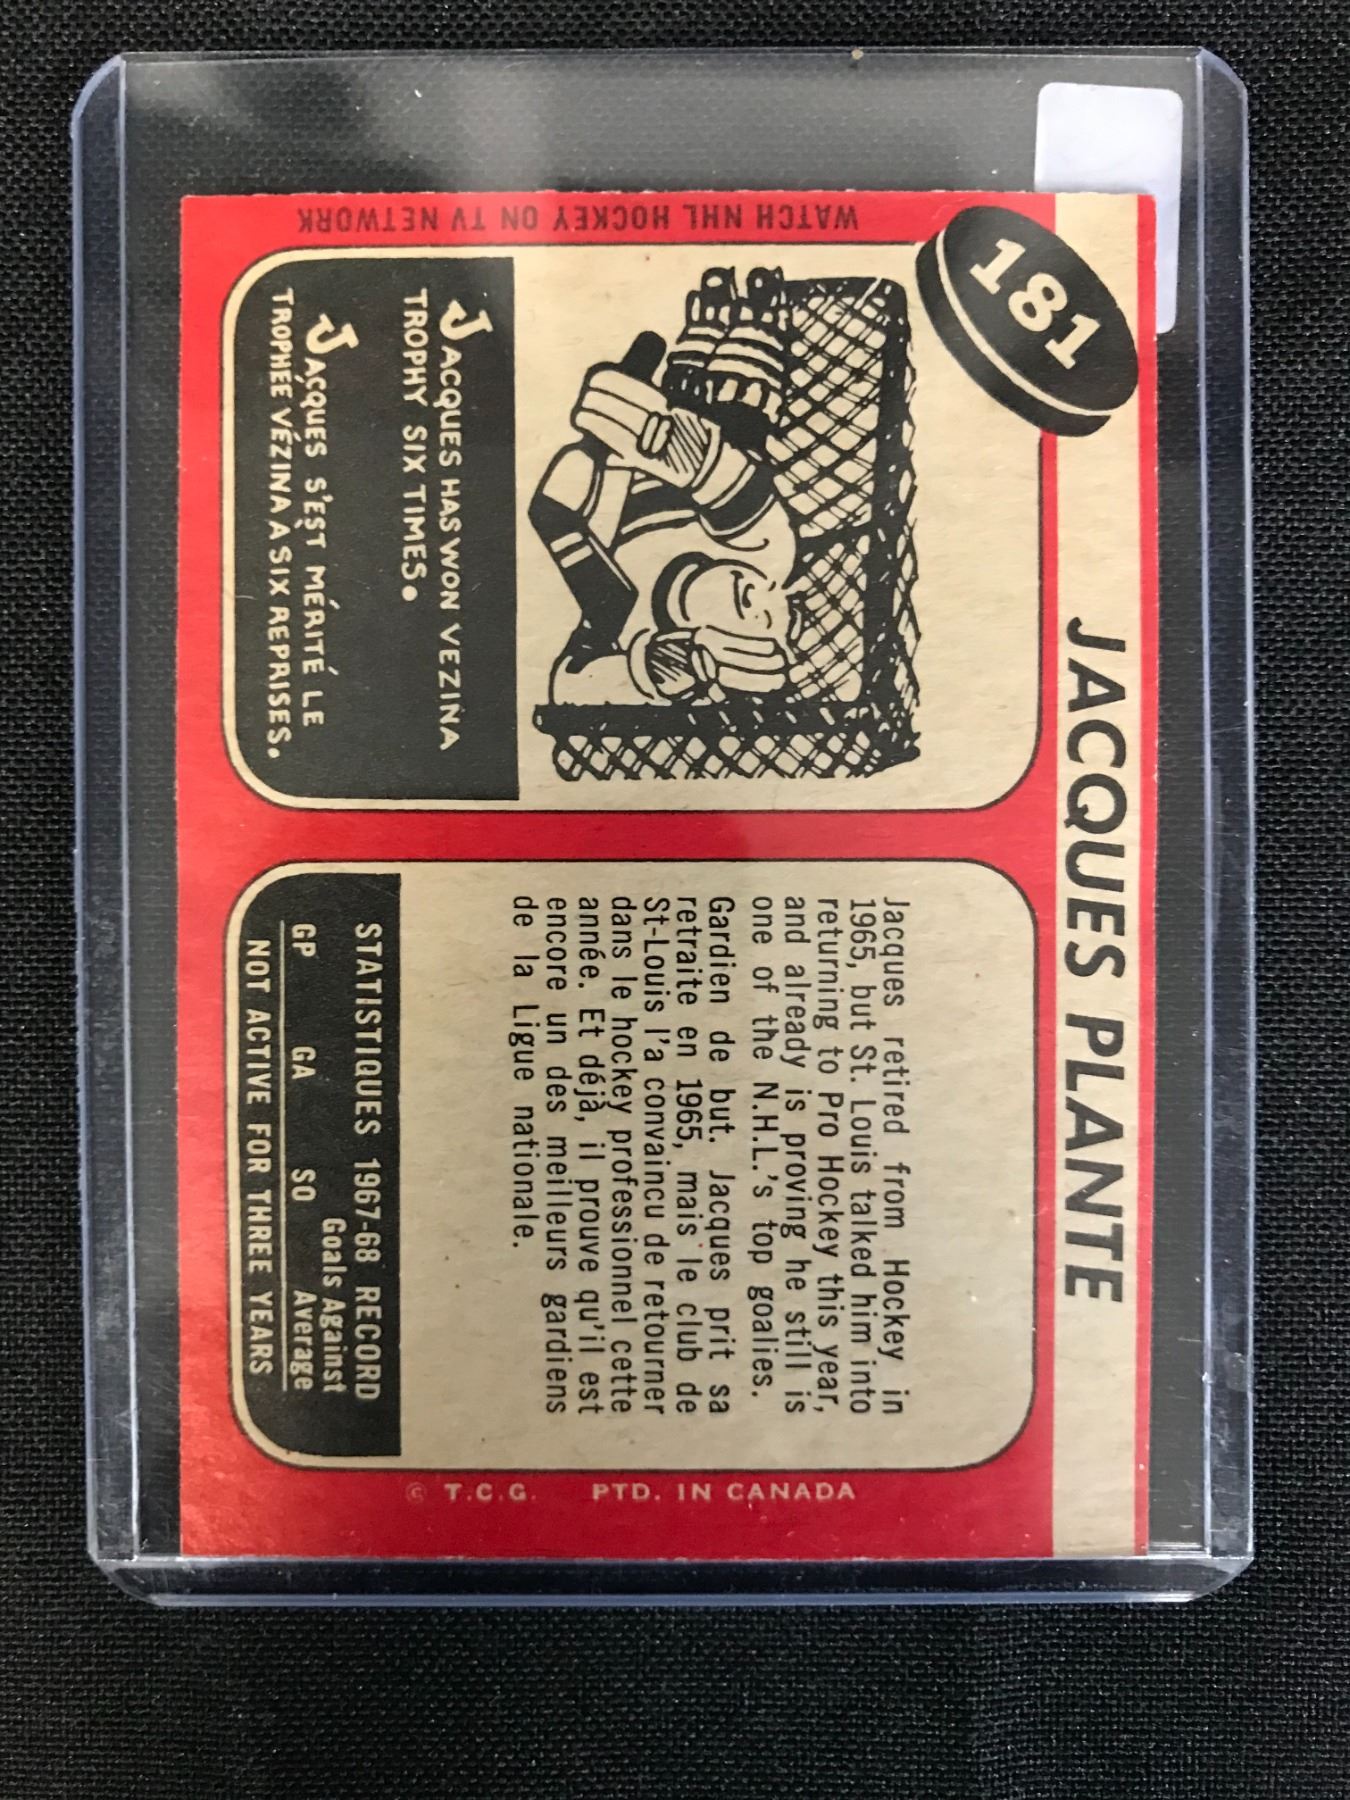 181
JACQUES PLANTE
WATCH NHL HOCKEY ON TV NETWORK
JACQUES HAS WON VEZINA
TROPHY SIX TIMES.
JACQUES S'EST MÉRITÉ LE
TROPHÉE VÉZINA A SIX REPRISES.
Jacques retired from Hockey in
1965, but St. Louis talked him into
returning to Pro Hockey this year,
and already is proving he still is
one of the N.H.L.'s top goalies.
Gardien de but. Jacques prit sa
retraite en 1965, mais le club de
St-Louis l'a convaincu de retourner
dans le hockey professionnel cette
année. Et déjà, il prouve qu'il est
encore un des meilleurs gardiens
de la Ligue nationale.
STATISTIQUES 1967-68 RECORD
Goals Against
GP GA SO Average
NOT ACTIVE FOR THREE YEARS
© T.C.G. PTD. IN CANADA